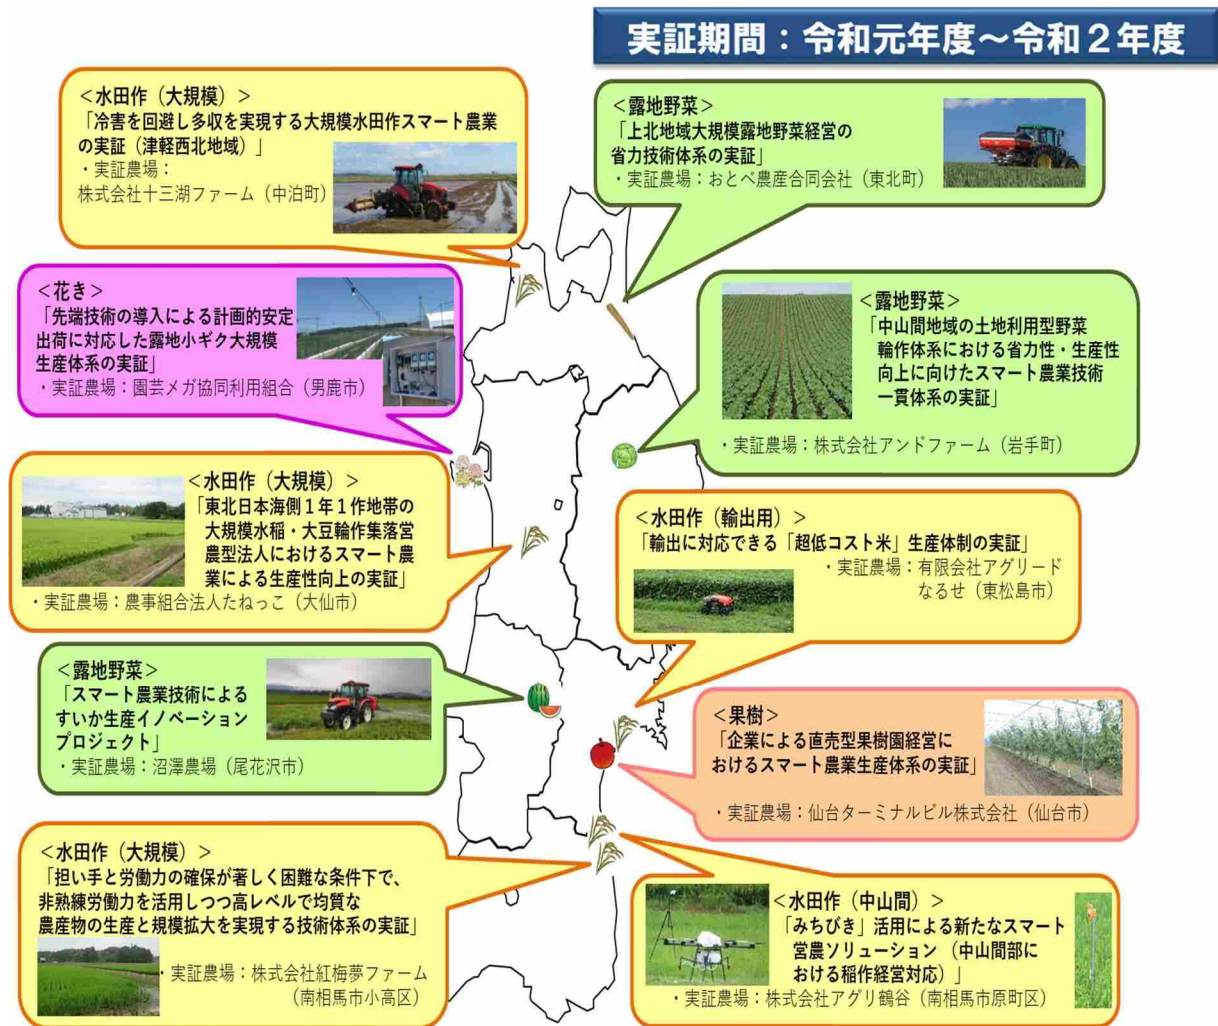 実証期間：令和元年度～令和２年度
＜水田作（大規模）＞
「冷害を回避し多収を実現する大規模水田作スマート農業
の実証（津軽西北地域）」
・実証農場：
株式会社十三湖ファーム（中泊町）
＜露地野菜＞
「上北地域大規模露地野菜経営の
省力技術体系の実証」
・実証農場：おとべ農産合同会社（東北町）
＜花き＞
「先端技術の導入による計画的安定
出荷に対応した露地小ギク大規模
生産体系の実証」
・実証農場：園芸メガ協同利用組合（男鹿市）
＜露地野菜＞
「中山間地域の土地利用型野菜
輪作体系における省力性・生産性
向上に向けたスマート農業技術
一貫体系の実証」
・実証農場：株式会社アンドファーム（岩手町）
＜水田作（大規模）＞
「東北日本海側１年１作地帯の
大規模水稲・大豆輪作集落営
農型法人におけるスマート農
業による生産性向上の実証」
・実証農場：農事組合法人たねっこ（大仙市）
＜水田作（輸出用）＞
「輸出に対応できる「超低コスト米」生産体制の実証」
・実証農場：有限会社アグリード
なるせ（東松島市）
＜露地野菜＞
「スマート農業技術による
すいか生産イノベーション
プロジェクト」
・実証農場：沼澤農場（尾花沢市）
＜果樹＞
「企業による直売型果樹園経営に
おけるスマート農業生産体系の実証」
・実証農場：仙台ターミナルビル株式会社（仙台市）
＜水田作（大規模）＞
「担い手と労働力の確保が著しく困難な条件下で、
非熟練労働力を活用しつつ高レベルで均質な
農産物の生産と規模拡大を実現する技術体系の実証」
・実証農場：株式会社紅梅夢ファーム
（南相馬市小高区）
＜水田作（中山間）＞
「みちびき」活用による新たなスマート
営農ソリューション（中山間部に
おける稲作経営対応）」
・実証農場：株式会社アグリ鶴谷（南相馬市原町区）